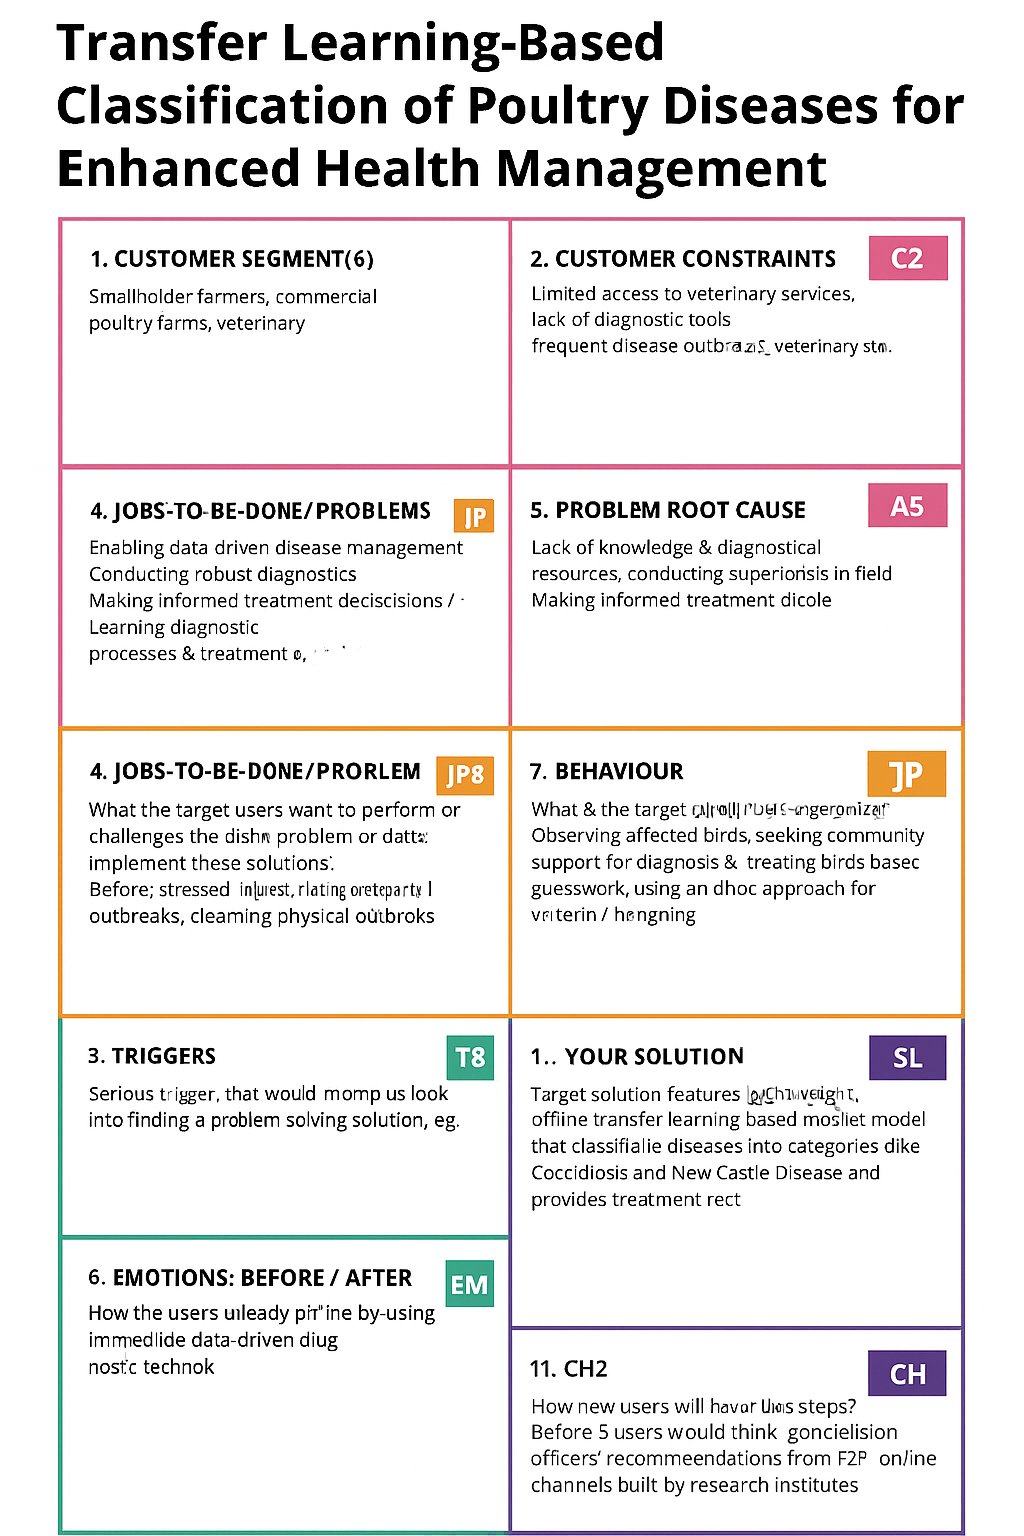 Transfer Learning-Based
Classification of Poultry Diseases for
Enhanced Health Management
1. CUSTOMER SEGMENT(6)
Smallholder farmers, commercial
poultry farms, veterinary
2. CUSTOMER CONSTRAINTS
C2
Limited access to veterinary services,
lack of diagnostic tools
frequent disease veterinary
4. JOBS-TO-BE-DONE/PROBLEMS
JP
Enabling data driven disease management
Conducting robust diagnostics
Making informed treatment deciscisions /
Learning diagnostic
processes & treatment
5. PROBLEM ROOT CAUSE
A5
Lack of knowledge & diagnostical
resources, conducting superiorisis in field
Making informed treatment dicole
4. JOBS-TO-BE-DONE/PRORLEM
JP8
What the target users want to perform or
challenges the problem or
implement these solutions:
Before; stressed
outbreaks, cleaming physical outbroks
7. BEHAVIOUR
JP
What & the target
Observing affected birds, seeking community
support for diagnosis & treating birds basec
guesswork, using an dhoc approach for
/
3. TRIGGERS
T8
Serious trigger, that would momp us look
into finding a problem solving solution, eg.
1.. YOUR SOLUTION
SL
Target solution features
offline transfer learning based model
that classifialie diseases into categories dike
Coccidiosis and New Castle Disease and
provides treatment rect
6. EMOTIONS: BEFORE / AFTER
EM
How the users by-using
immedlide data-driven diug
technok
11. CH2
CH
How new users will steps?
Before 5 users would think goncielision
officers' recommeendations from F2P on/ine
channels built by research institutes